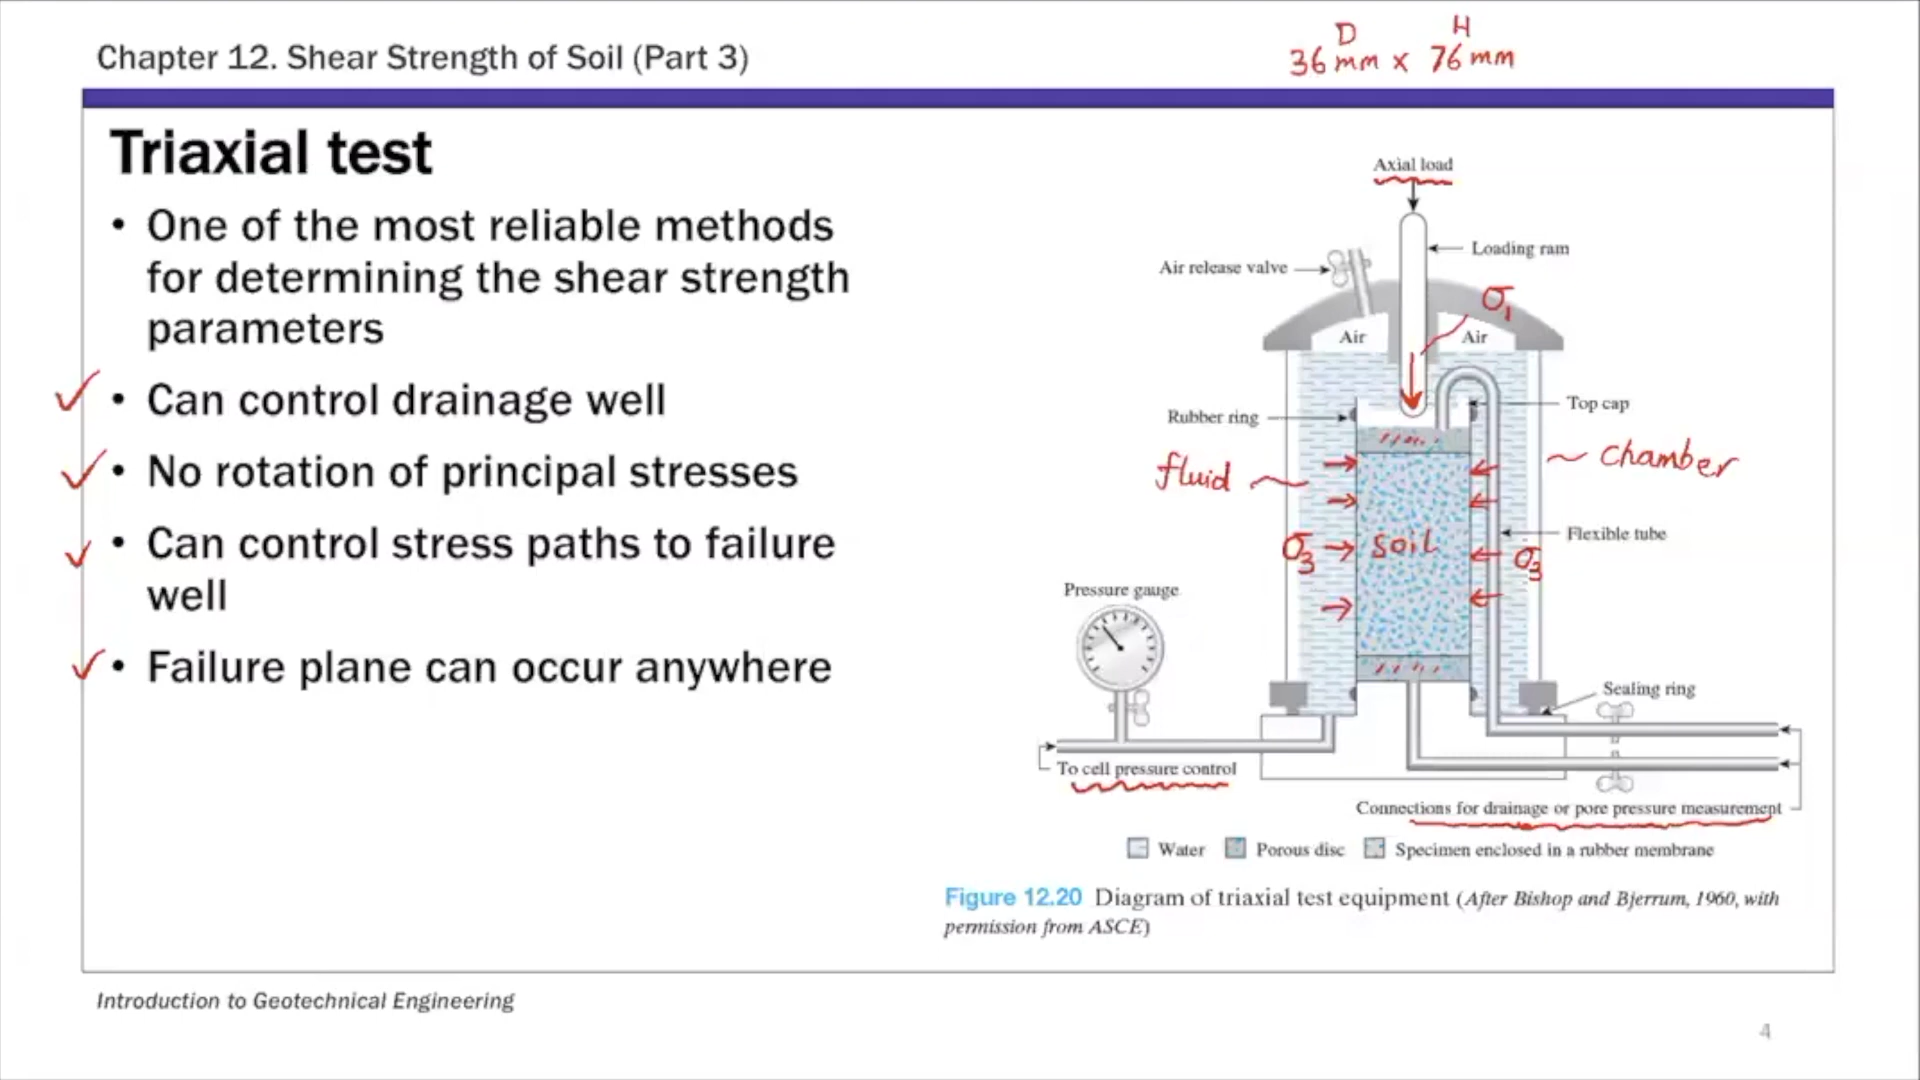 Chapter 12. Shear Strength of Soil (Part 3)
D H
36 mm x 76 mm
Triaxial test
• One of the most reliable methods
for determining the shear strength
parameters
• Can control drainage well
• No rotation of principal stresses
• Can control stress paths to failure
well
• Failure plane can occur anywhere
Axial load
Loading ram
Air release valve
σ1
Air
Air
Top cap
Rubber ring
chamber
fluid
Flexible tube
σ3
soil
σ3
Pressure gauge
Sealing ring
To cell pressure control
Connections for drainage or pore pressure measurement
Water Porous disc Specimen enclosed in a rubber membrane
Figure 12.20 Diagram of triaxial test equipment (After Bishop and Bjerrum, 1960, with
permission from ASCE)
Introduction to Geotechnical Engineering
4